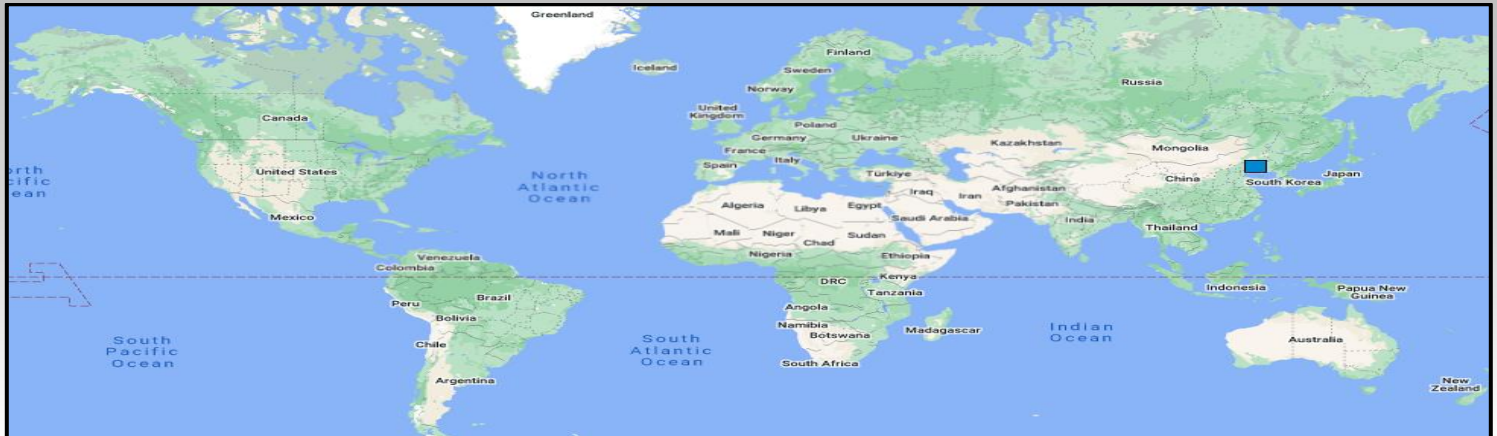 Greenland
Finland
Iceland
Sweden
Russia
Norway
Canada
United
Kingdom
Poland
Germany
Ukraine
Kazakhstan
Mongolia
France
Italy
Spain
United States
Türkiye
China
Japan
South Korea
orth
cific
ean
North
Atlantic
Ocean
Iraq
Iran
Afghanistan
Pakistan
Algeria
Libya
Egypt
Saudi Arabia
India
Mexico
Mali
Niger
Chad
Sudan
Thailand
Venezuela
Colombia
Nigeria
Ethiopia
Kenya
DRC
Tanzania
Indonesia
Papua New
Guinea
Peru
Brazil
Angola
Bolivia
Namibia
Botswana
Madagascar
Indian
Ocean
South
Pacific
Ocean
Chile
South
Atlantic
Ocean
Australia
South Africa
Argentina
New
Zealand